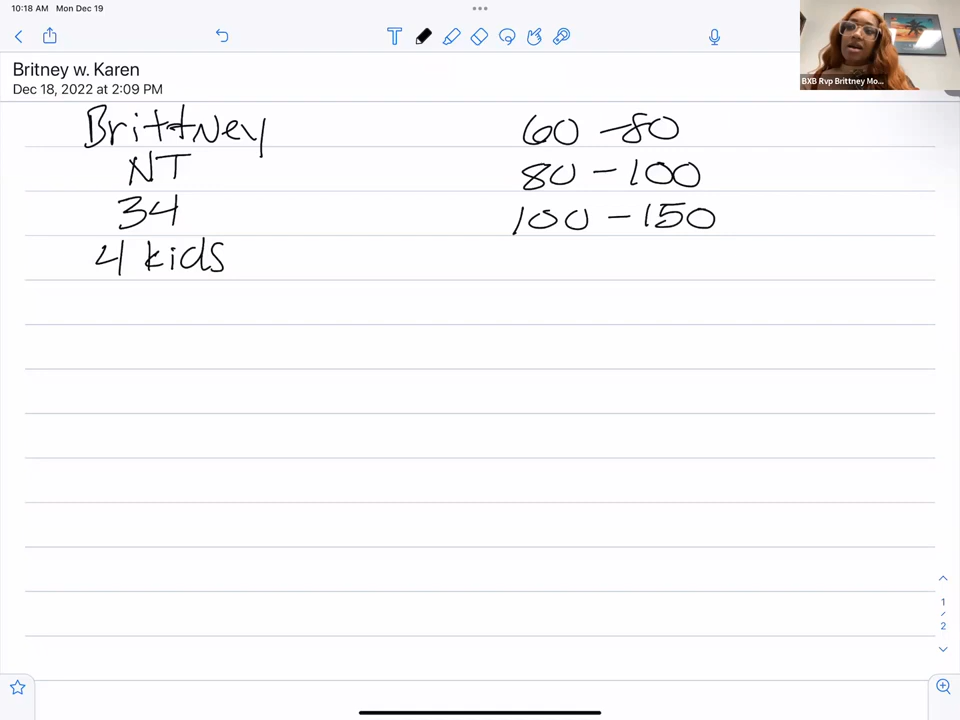 10:18 AM Mon Dec 19
BXB Rvp Brittney Mo...
Britney w. Karen
Dec 18, 2022 at 2:09 PM
Brittney
NT
34
4 kids
60 - 80
80 - 100
100 - 150
1
/
2